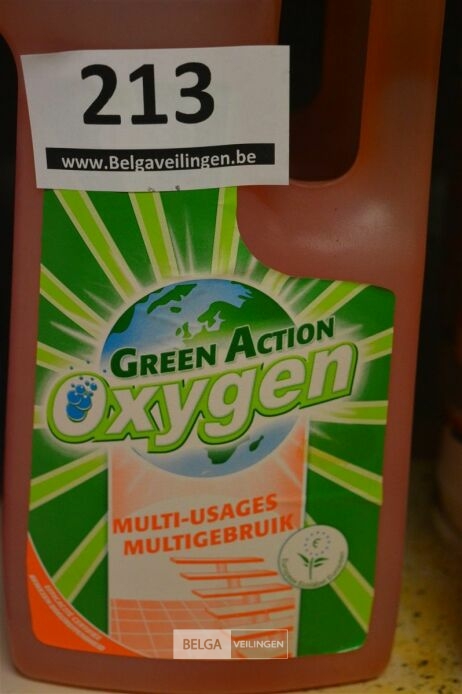 213
www.Belgaveilingen.be
GREEN ACTION
Oxygen
MULTI-USAGES
MULTIGEBRUIK
€
BELGA VEILINGEN